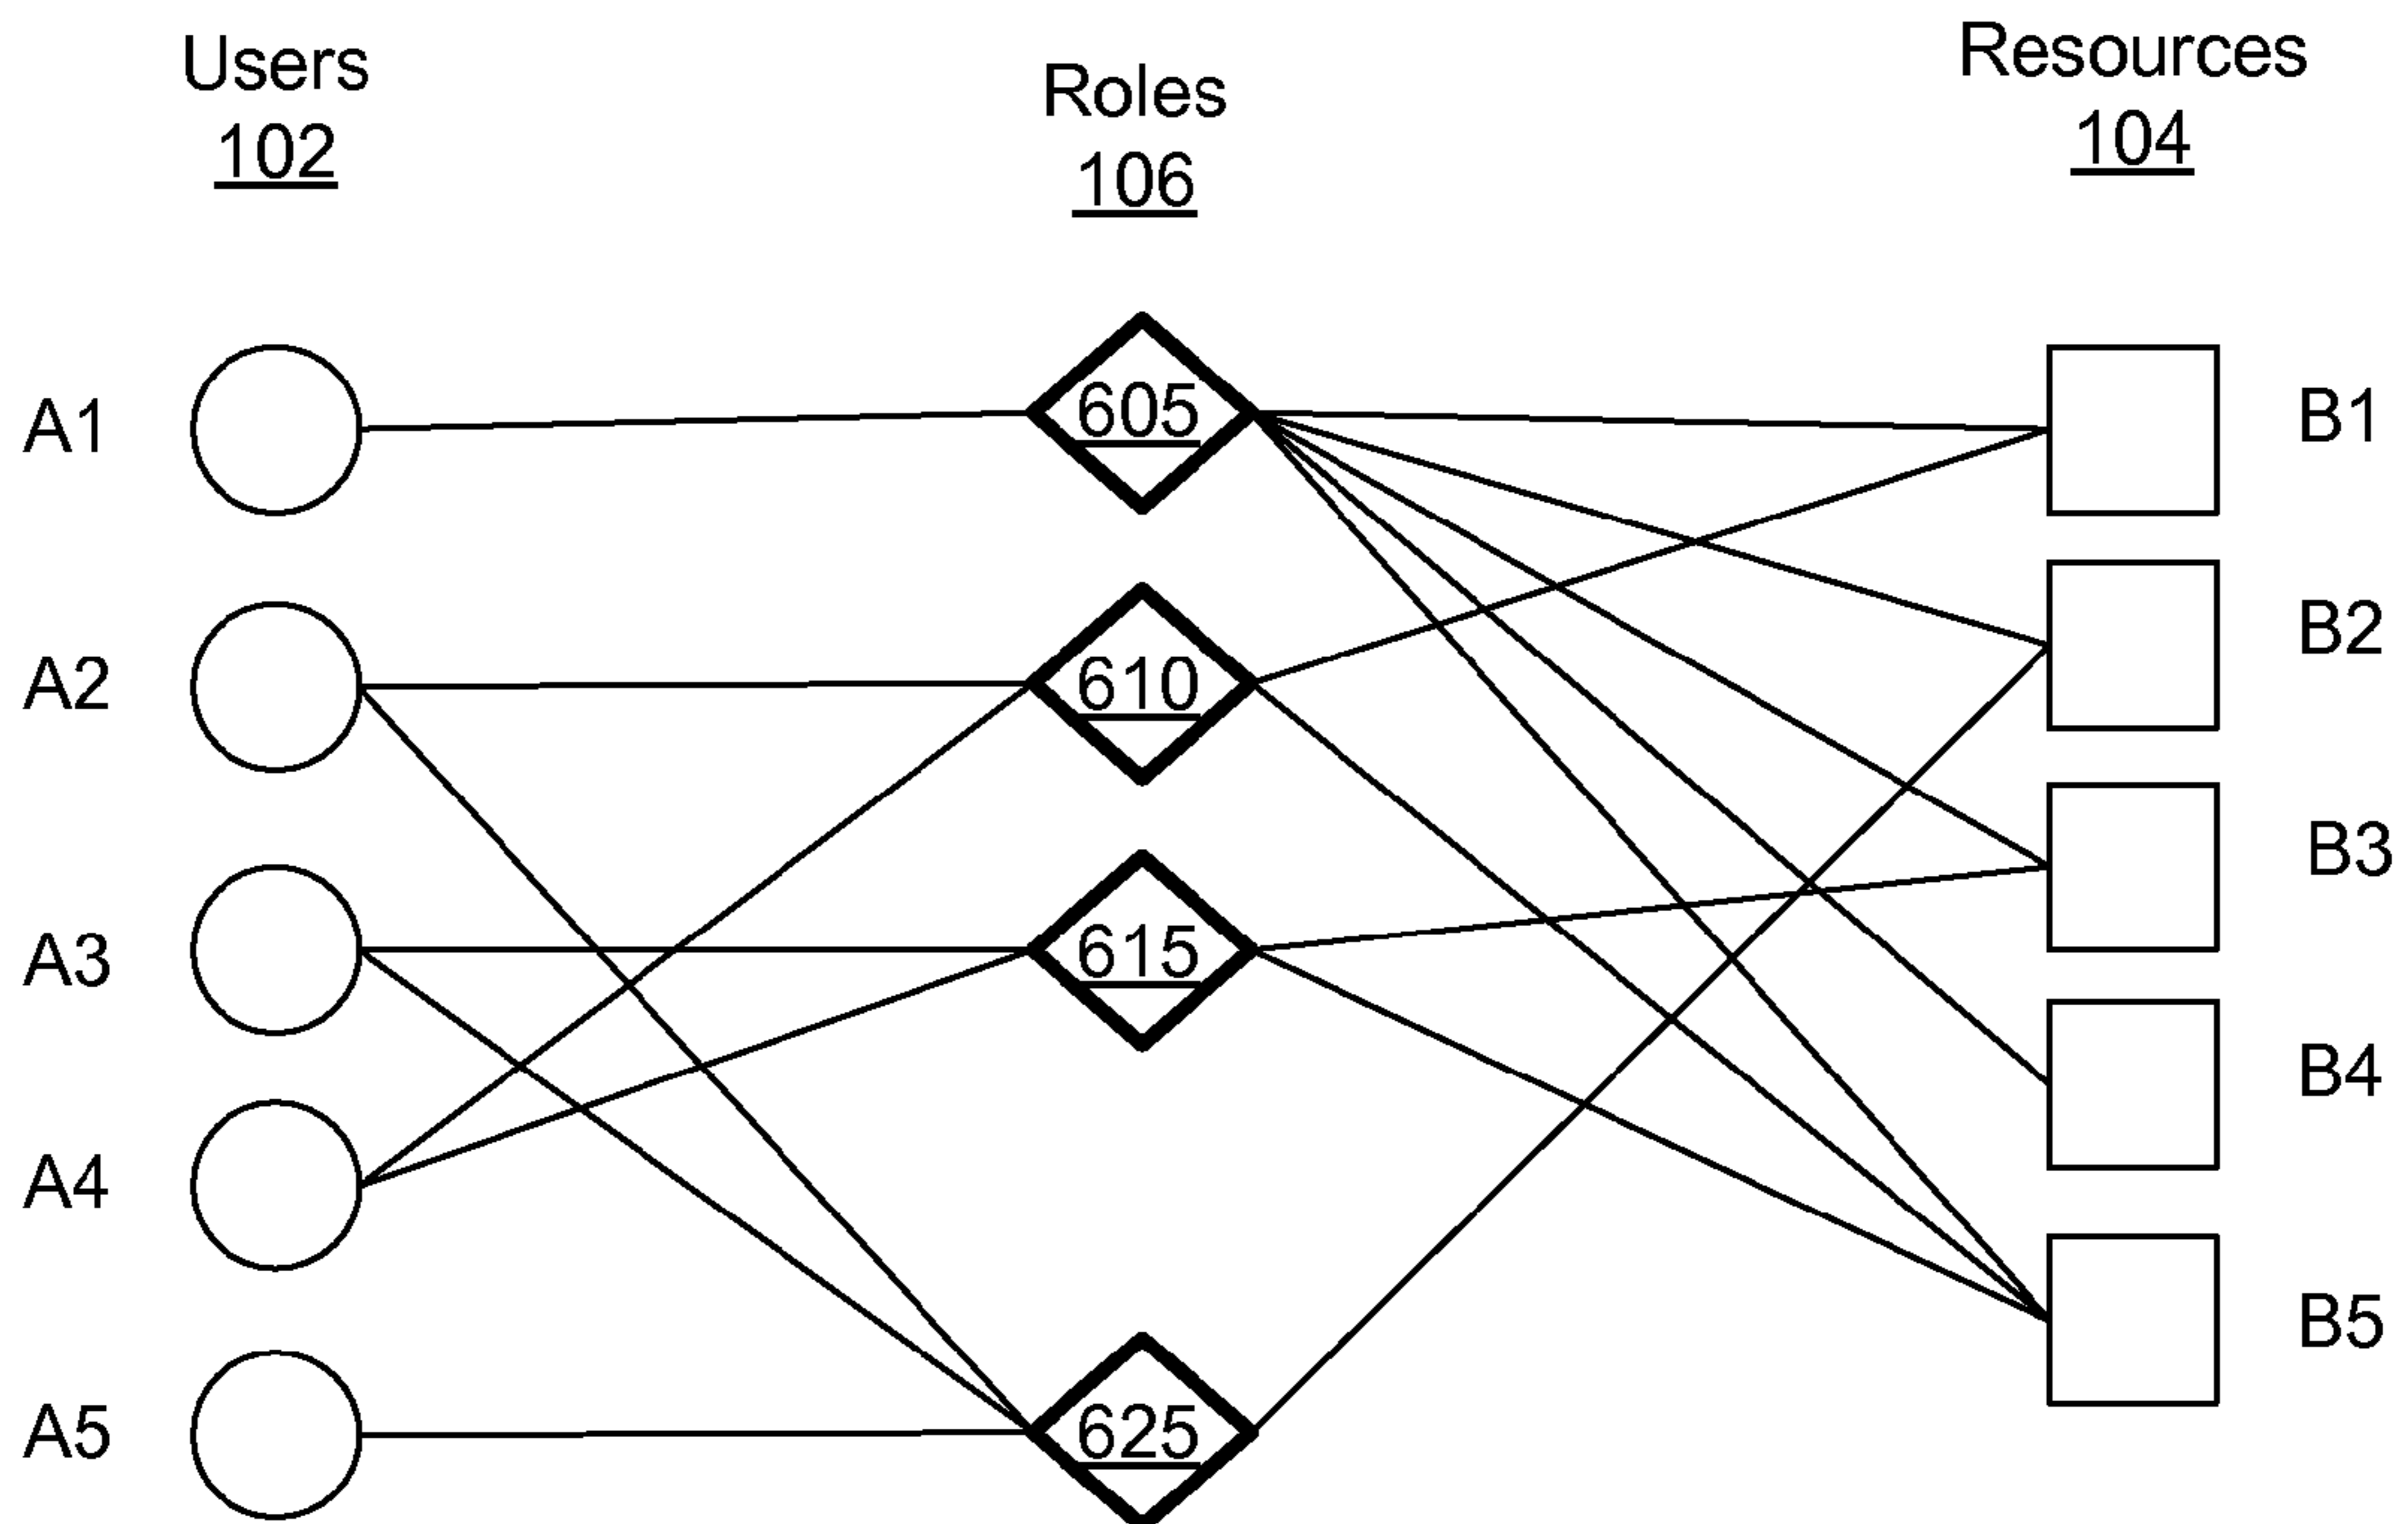 Users
102
Roles
106
Resources
104
A1
605
B1
A2
610
B2
A3
615
B3
A4
B4
A5
625
B5